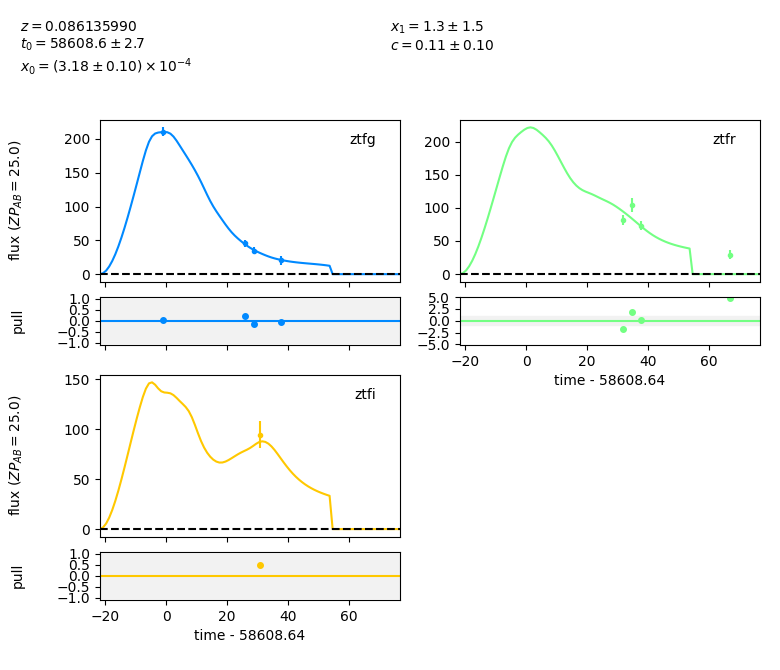 z = 0.086135990
t₀ = 58608.6 ± 2.7
x₀ = (3.18 ± 0.10) × 10⁻⁴
x₁ = 1.3 ± 1.5
c = 0.11 ± 0.10
flux (ZP_AB = 25.0)
200
150
100
50
0
ztfg
200
150
100
50
0
ztfr
pull
1.0
0.5
0.0
−0.5
−1.0
5.0
2.5
0.0
−2.5
−5.0
−20 0 20 40 60
time - 58608.64
flux (ZP_AB = 25.0)
150
100
50
0
ztfi
pull
1.0
0.5
0.0
−0.5
−1.0
−20 0 20 40 60
time - 58608.64